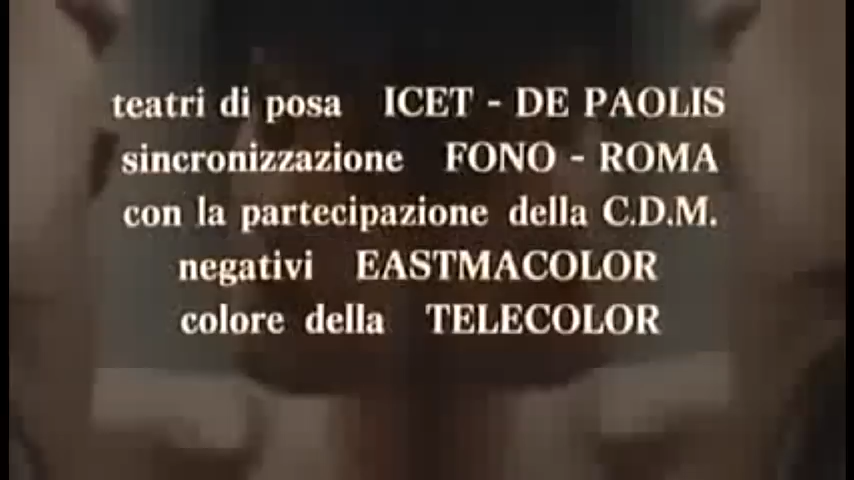 teatri di posa ICET - DE PAOLIS
sincronizzazione FONO - ROMA
con la partecipazione della C.D.M.
negativi EASTMACOLOR
colore della TELECOLOR